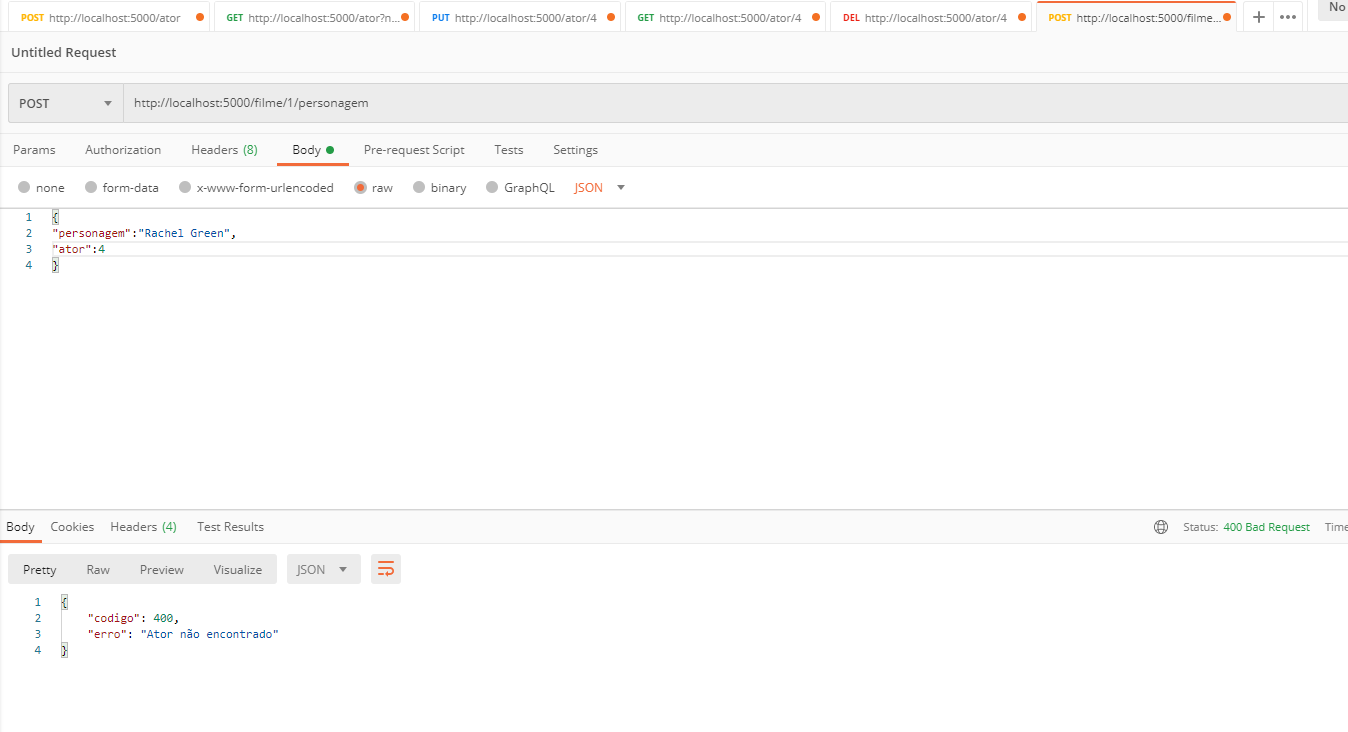 POST http://localhost:5000/ator GET http://localhost:5000/ator?n... PUT http://localhost:5000/ator/4 GET http://localhost:5000/ator/4 DEL http://localhost:5000/ator/4 POST http://localhost:5000/filme... + ••• No
Untitled Request
POST http://localhost:5000/filme/1/personagem
Params Authorization Headers (8) Body Pre-request Script Tests Settings
none form-data x-www-form-urlencoded raw binary GraphQL JSON
1 {
2 "personagem":"Rachel Green",
3 "ator":4
4 }
Body Cookies Headers (4) Test Results Status: 400 Bad Request Time
Pretty Raw Preview Visualize JSON
1 {
2 "codigo": 400,
3 "erro": "Ator não encontrado"
4 }